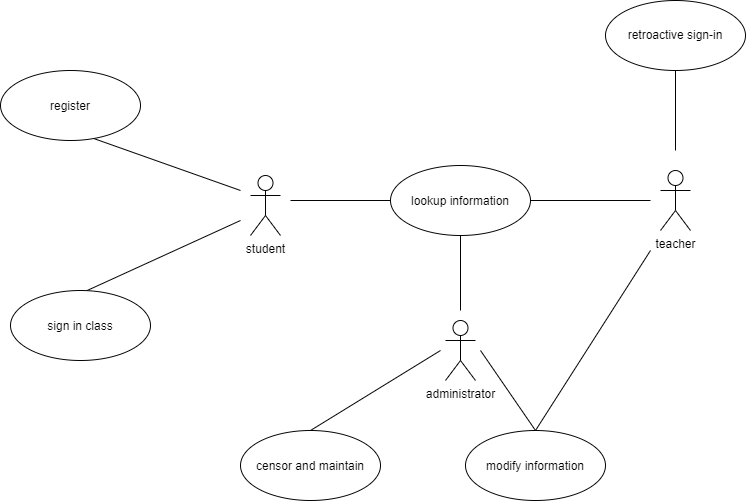 retroactive sign-in
register
lookup information
student
teacher
sign in class
administrator
censor and maintain
modify information